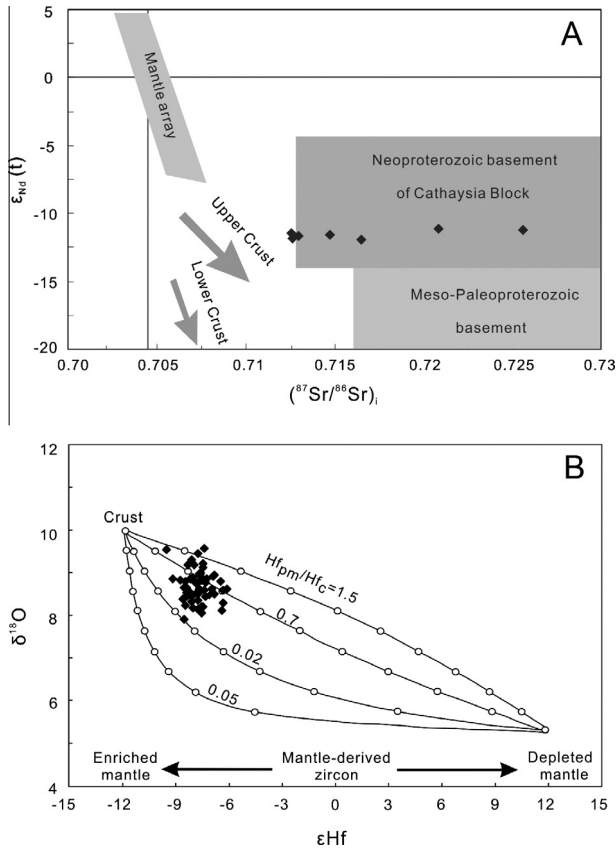 A
5
0
-5
-10
-15
-20
εNd (t)
Mantle array
Upper Crust
Lower Crust
Neoproterozoic basement
of Cathaysia Block
Meso-Paleoproterozoic
basement
0.70
0.705
0.71
0.715
0.72
0.725
0.73
(⁸⁷Sr/⁸⁶Sr)i
B
12
10
8
6
4
δ¹⁸O
Crust
Hfpm/Hfc=1.5
0.7
0.02
0.05
Enriched
mantle
Mantle-derived
zircon
Depleted
mantle
-15
-12
-9
-6
-3
0
3
6
9
12
15
εHf